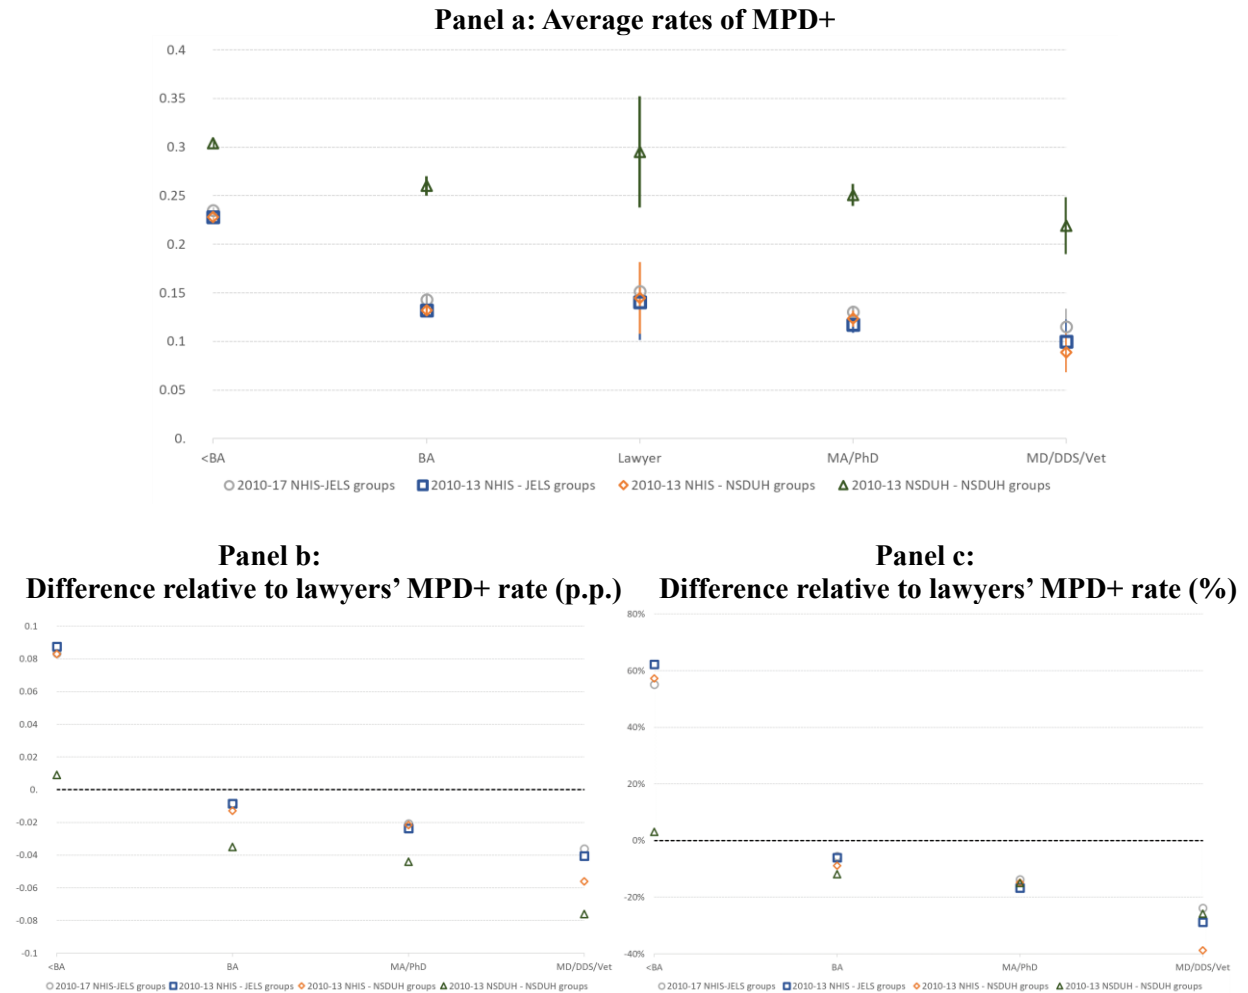 Panel a: Average rates of MPD+
0.4
0.35
0.3
0.25
0.2
0.15
0.1
0.05
0.
<BA BA Lawyer MA/PhD MD/DDS/Vet
2010-17 NHIS-JELS groups 2010-13 NHIS - JELS groups 2010-13 NHIS - NSDUH groups 2010-13 NSDUH - NSDUH groups
Panel b:
Difference relative to lawyers’ MPD+ rate (p.p.)
0.1
0.08
0.06
0.04
0.02
0.
-0.02
-0.04
-0.06
-0.08
-0.1
<BA BA MA/PhD MD/DDS/Vet
2010-17 NHIS-JELS groups 2010-13 NHIS - JELS groups 2010-13 NHIS - NSDUH groups 2010-13 NSDUH - NSDUH groups
Panel c:
Difference relative to lawyers’ MPD+ rate (%)
80%
60%
40%
20%
0%
-20%
-40%
<BA BA MA/PhD MD/DDS/Vet
2010-17 NHIS-JELS groups 2010-13 NHIS - JELS groups 2010-13 NHIS - NSDUH groups 2010-13 NSDUH - NSDUH groups